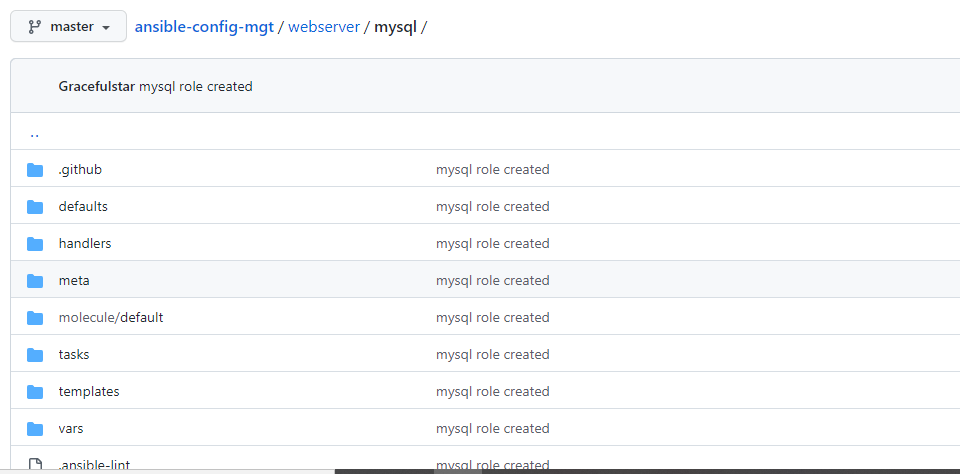 master ansible-config-mgt / webserver / mysql /
Gracefulstar mysql role created
..
.github mysql role created
defaults mysql role created
handlers mysql role created
meta mysql role created
molecule/default mysql role created
tasks mysql role created
templates mysql role created
vars mysql role created
.ansible-lint mysql role created